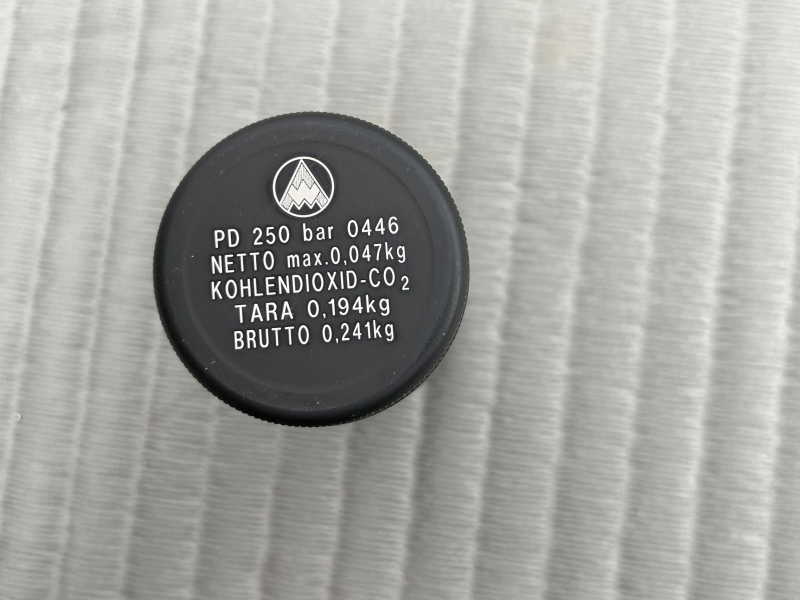 PD 250 bar 0446
NETTO max.0,047kg
KOHLENDIOXID-CO₂
TARA 0,194kg
BRUTTO 0,241kg